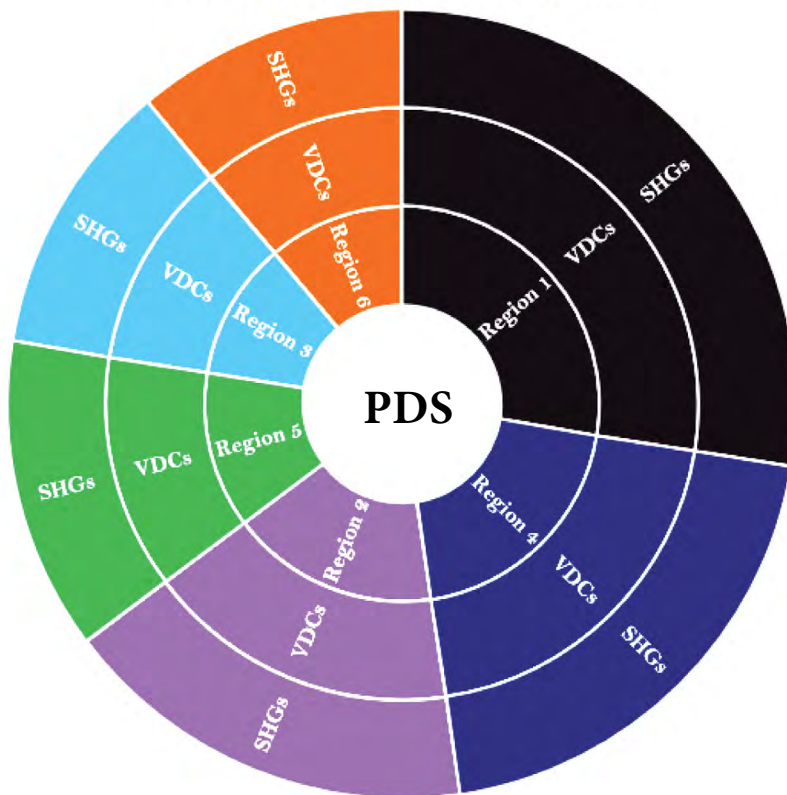 PDS
Region 1
VDCs
SHGs
Region 4
VDCs
SHGs
Region 2
VDCs
SHGs
Region 5
VDCs
SHGs
Region 3
VDCs
SHGs
Region 6
VDCs
SHGs